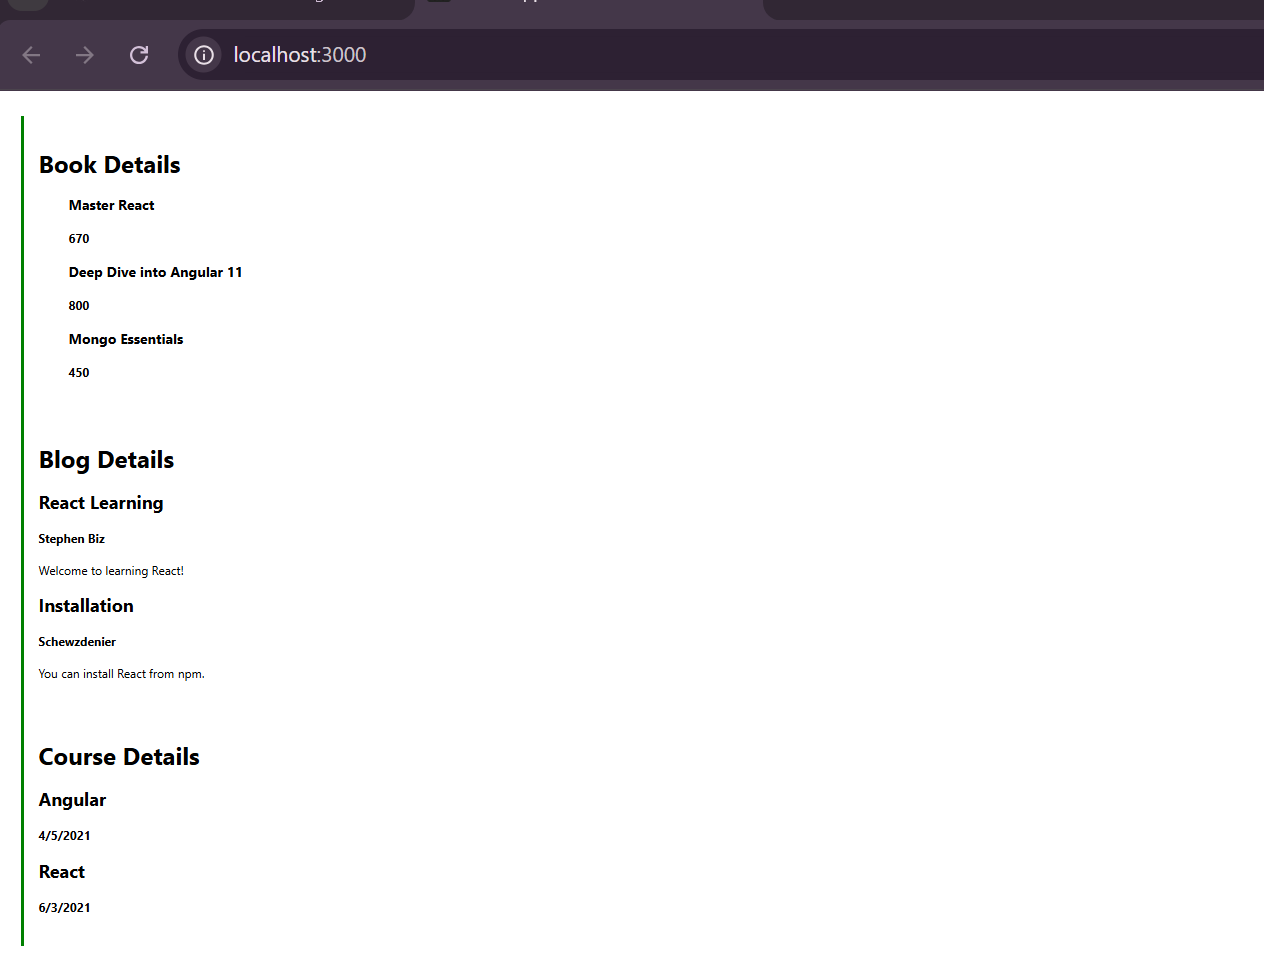 localhost:3000
Book Details
Master React
670
Deep Dive into Angular 11
800
Mongo Essentials
450
Blog Details
React Learning
Stephen Biz
Welcome to learning React!
Installation
Schewzdenier
You can install React from npm.
Course Details
Angular
4/5/2021
React
6/3/2021